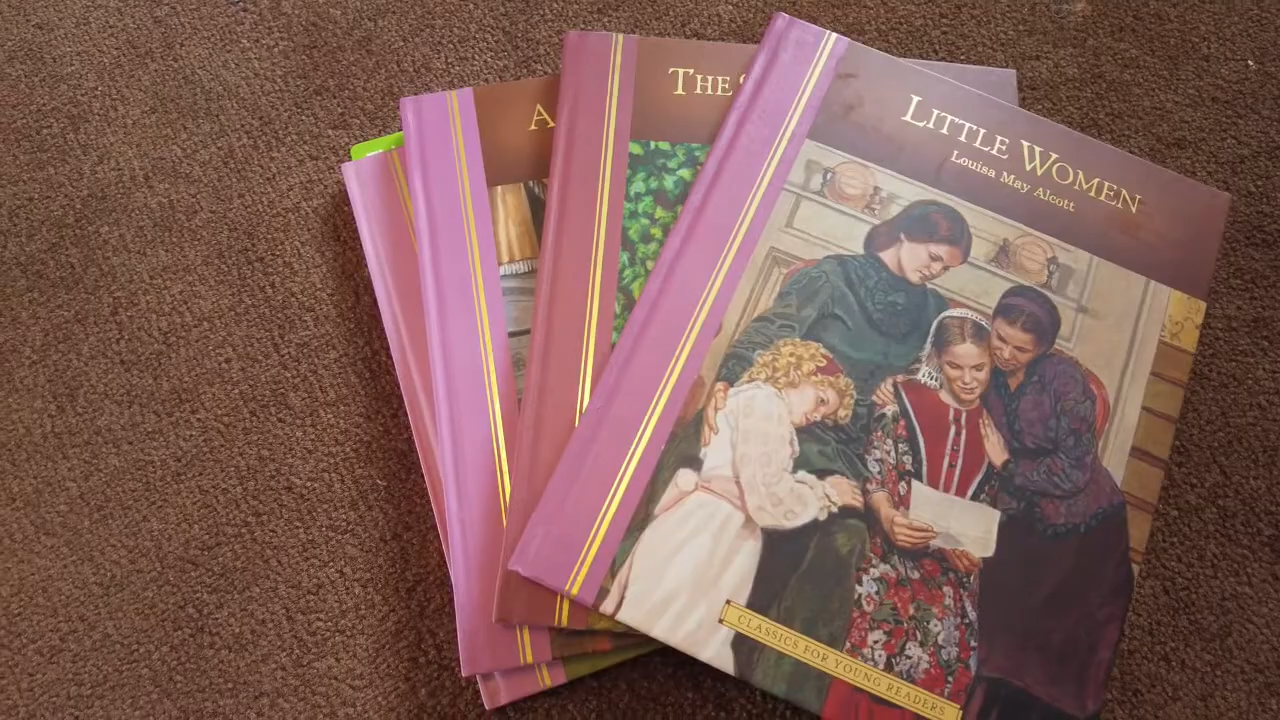 A
THE
LITTLE WOMEN
Louisa May Alcott
CLASSICS FOR YOUNG READERS